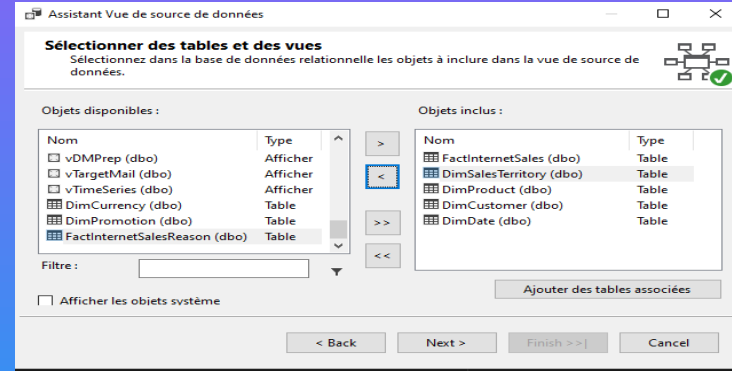 Assistant Vue de source de données
Sélectionner des tables et des vues
Sélectionnez dans la base de données relationnelle les objets à inclure dans la vue de source de
données.
Objets disponibles :
Nom Type
vDMPrep (dbo) Afficher
vTargetMail (dbo) Afficher
vTimeSeries (dbo) Afficher
DimCurrency (dbo) Table
DimPromotion (dbo) Table
FactInternetSalesReason (dbo) Table
Filtre :
Afficher les objets système
>
<
>>
<<
Objets inclus :
Nom Type
FactInternetSales (dbo) Table
DimSalesTerritory (dbo) Table
DimProduct (dbo) Table
DimCustomer (dbo) Table
DimDate (dbo) Table
Ajouter des tables associées
< Back Next > Finish >>| Cancel